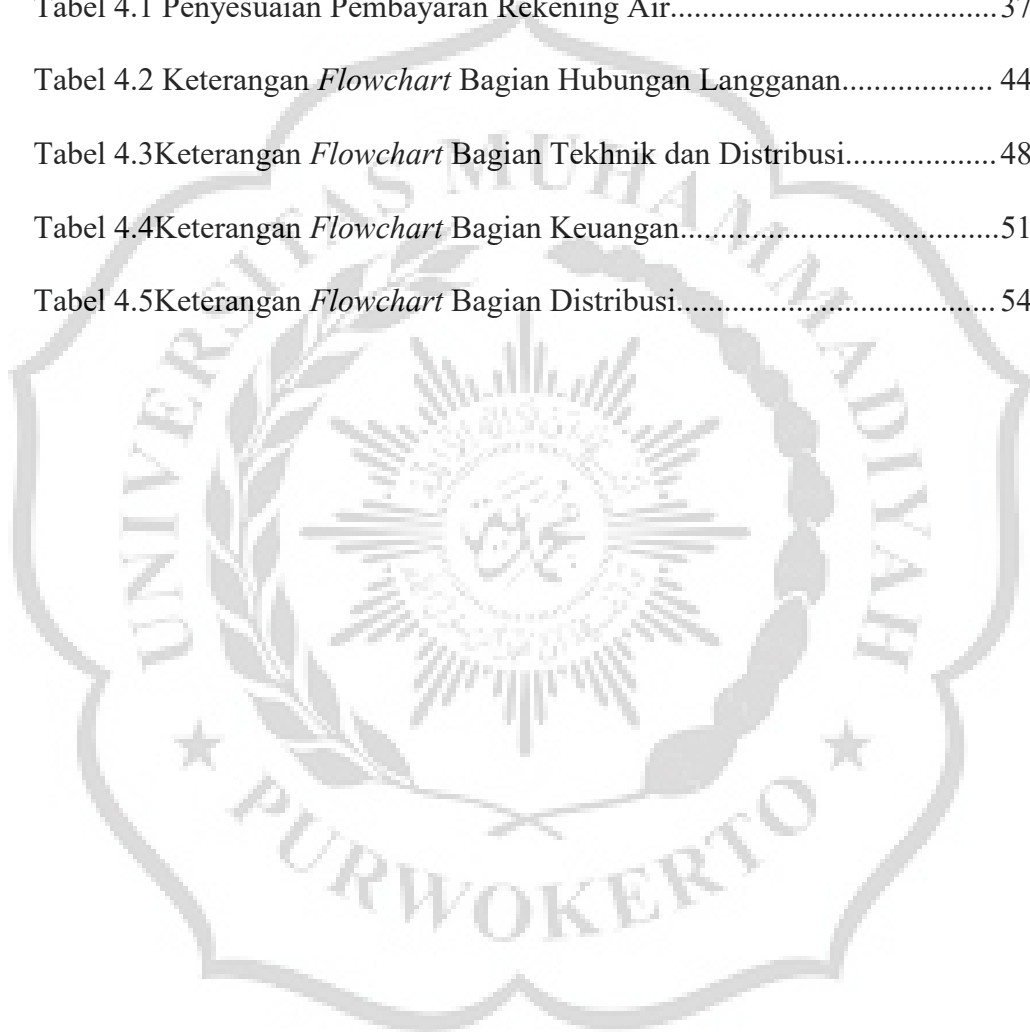 Tabel 4.1 Penyesuaian Pembayaran Rekening Air.................................... 37
Tabel 4.2 Keterangan Flowchart Bagian Hubungan Langganan.................. 44
Tabel 4.3Keterangan Flowchart Bagian Tekhnik dan Distribusi.................. 48
Tabel 4.4Keterangan Flowchart Bagian Keuangan.................................... 51
Tabel 4.5Keterangan Flowchart Bagian Distribusi.................................... 54
UNIVERSITAS MUHAMMADIYAH
PURWOKERTO